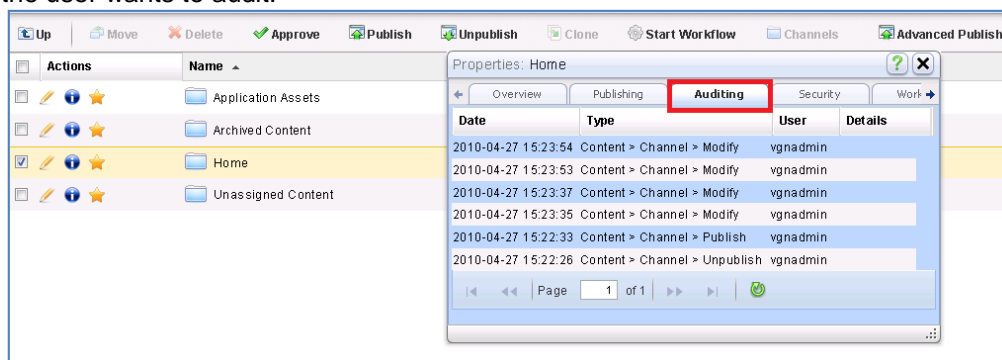 the user wants to audit.
Up Move Delete Approve Publish Unpublish Clone Start Workflow Channels Advanced Publish
Actions Name
Application Assets
Archived Content
Home
Unassigned Content
Properties: Home
Overview Publishing Auditing Security Work
Date Type User Details
2010-04-27 15:23:54 Content > Channel > Modify vgnadmin
2010-04-27 15:23:53 Content > Channel > Modify vgnadmin
2010-04-27 15:23:37 Content > Channel > Modify vgnadmin
2010-04-27 15:23:35 Content > Channel > Modify vgnadmin
2010-04-27 15:22:33 Content > Channel > Publish vgnadmin
2010-04-27 15:22:26 Content > Channel > Unpublish vgnadmin
Page 1 of 1